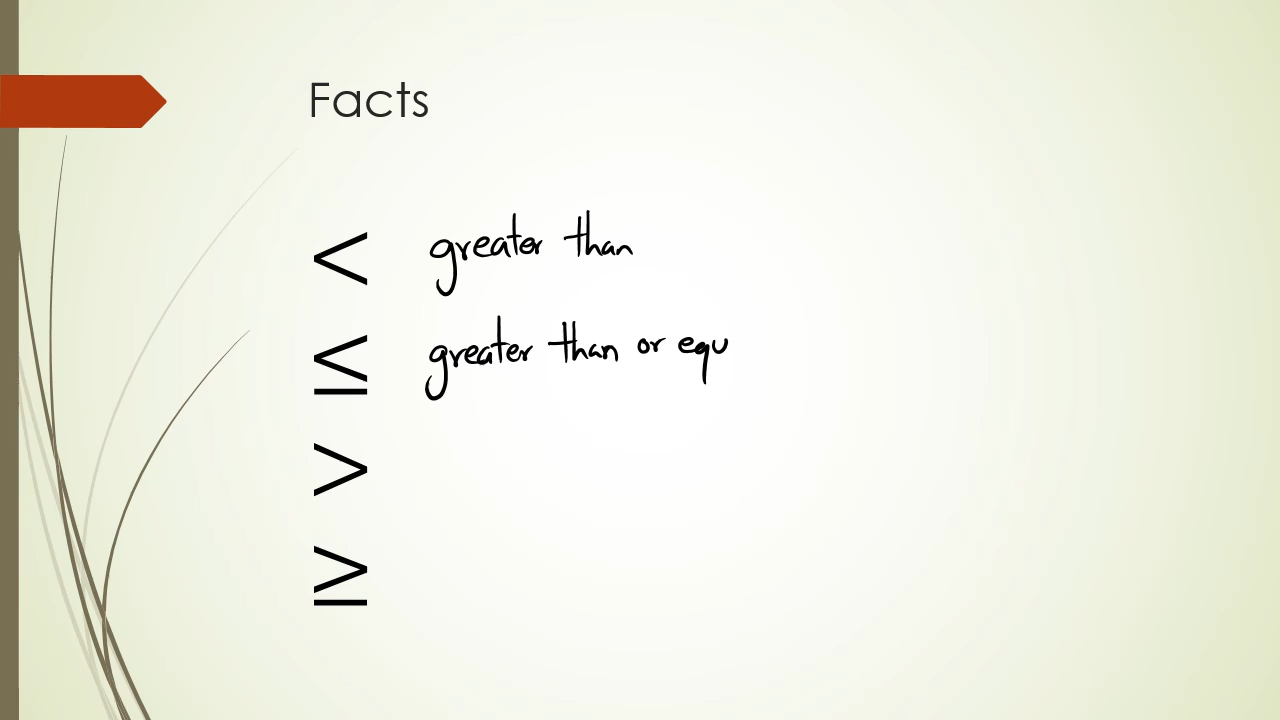 Facts
< greater than
≤ greater than or equ
>
≥